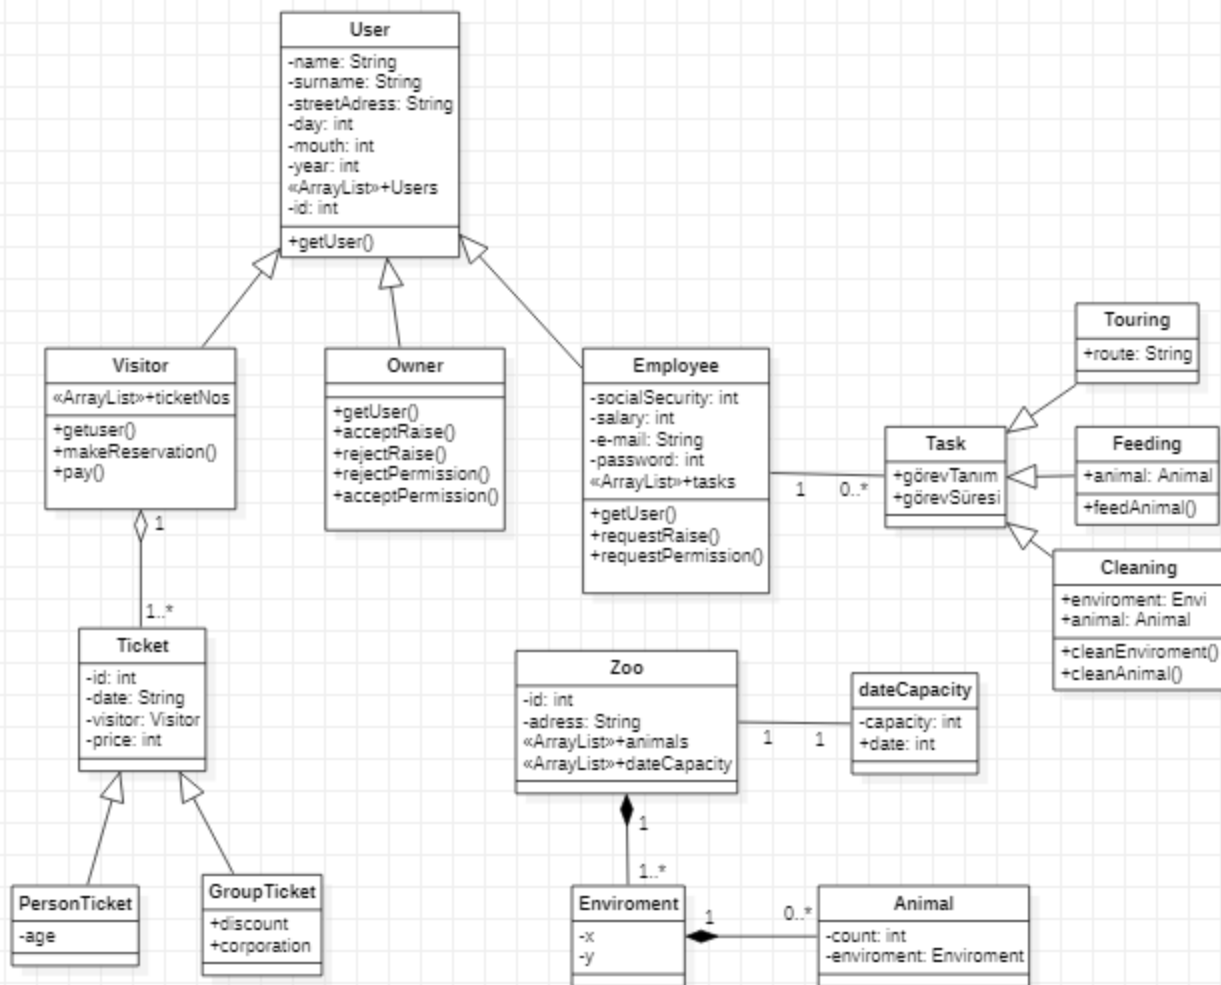 User
-name: String
-surname: String
-streetAdress: String
-day: int
-mouth: int
-year: int
«ArrayList»+Users
-id: int
+getUser()
Visitor
«ArrayList»+ticketNos
+getuser()
+makeReservation()
+pay()
Owner
+getUser()
+acceptRaise()
+rejectRaise()
+rejectPermission()
+acceptPermission()
Employee
-socialSecurity: int
-salary: int
-e-mail: String
-password: int
«ArrayList»+tasks
+getUser()
+requestRaise()
+requestPermission()
1
0..*
Task
+görevTanım
+görevSüresi
Touring
+route: String
Feeding
+animal: Animal
+feedAnimal()
Cleaning
+enviroment: Envi
+animal: Animal
+cleanEnviroment()
+cleanAnimal()
1
1..*
Ticket
-id: int
-date: String
-visitor: Visitor
-price: int
PersonTicket
-age
GroupTicket
+discount
+corporation
Zoo
-id: int
-adress: String
«ArrayList»+animals
«ArrayList»+dateCapacity
1
1
dateCapacity
-capacity: int
+date: int
1
1..*
Enviroment
-x
-y
1
0..*
Animal
-count: int
-enviroment: Enviroment